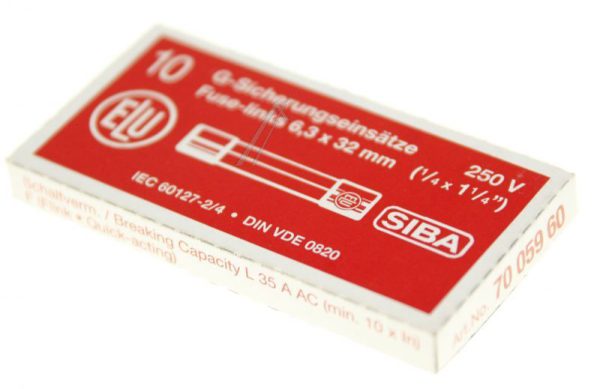 10
G-Sicherungseinsätze
Fuse-links 6,3 x 32 mm
(1/4 x 1 1/4")
250 V
ELU
IEC 60127-2/4 • DIN VDE 0820
SIBA
Schaltverm. / Breaking Capacity L 35 A AC (min. 10 x In)
F (Flink • Quick-acting)
Art.No. 70 059 60